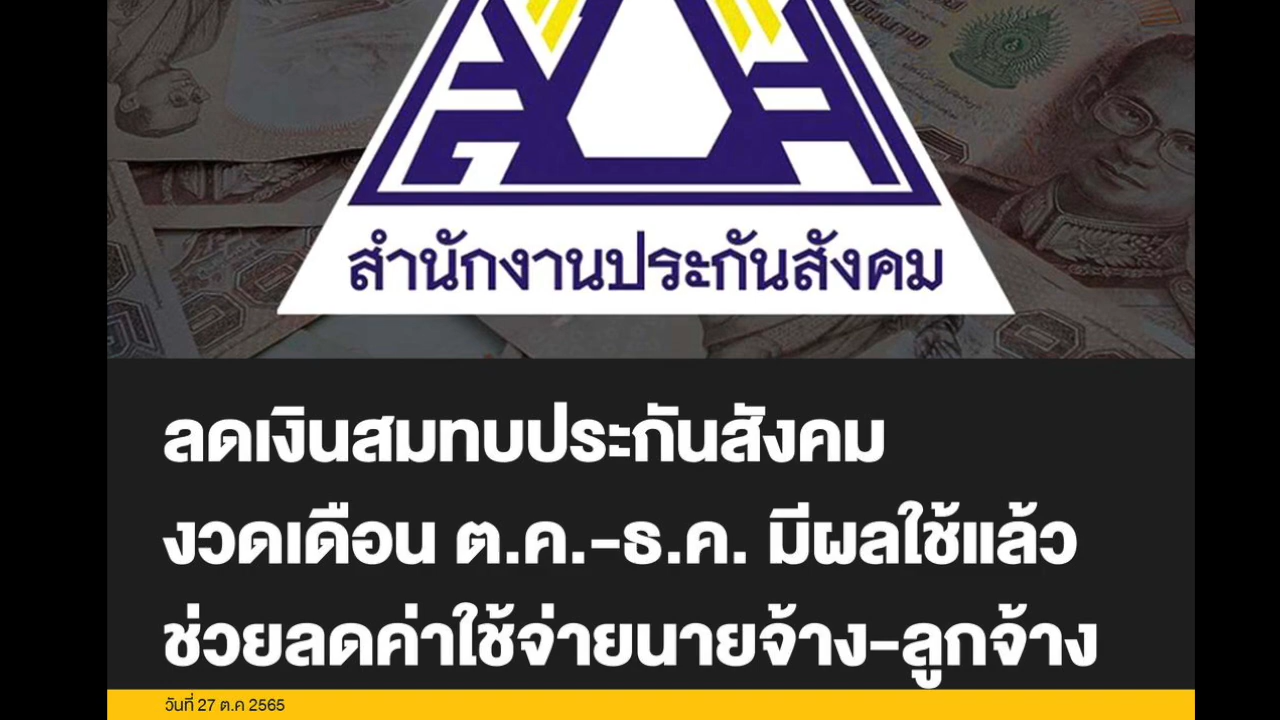 สำนักงานประกันสังคม
ลดเงินสมทบประกันสังคม
งวดเดือน ต.ค.-ธ.ค. มีผลใช้แล้ว
ช่วยลดค่าใช้จ่ายนายจ้าง-ลูกจ้าง
วันที่ 27 ต.ค 2565